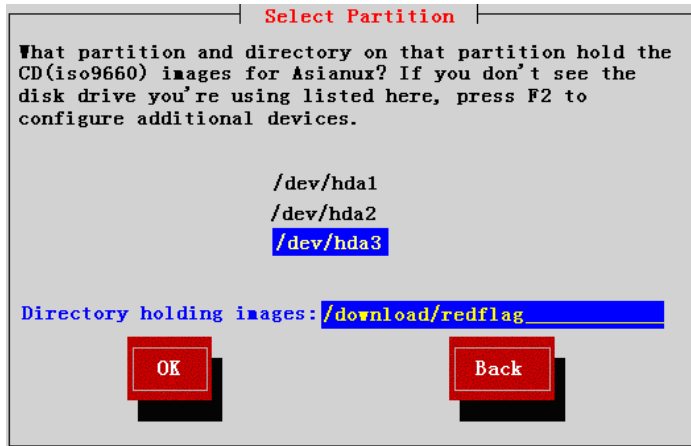 Select Partition
What partition and directory on that partition hold the
CD(iso9660) images for Asianux? If you don't see the
disk drive you're using listed here, press F2 to
configure additional devices.
/dev/hda1
/dev/hda2
/dev/hda3
Directory holding images: /download/redflag
OK Back